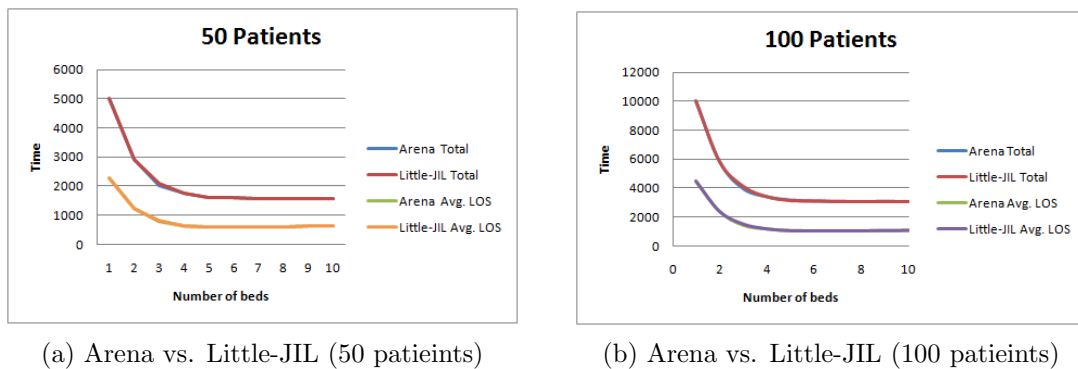 50 Patients
6000
5000
4000
3000
2000
1000
0
Time
1 2 3 4 5 6 7 8 9 10
Number of beds
Arena Total
Little-JIL Total
Arena Avg. LOS
Little-JIL Avg. LOS
(a) Arena vs. Little-JIL (50 patieints)
100 Patients
12000
10000
8000
6000
4000
2000
0
Time
0 2 4 6 8 10
Number of beds
Arena Total
Little-JIL Total
Arena Avg. LOS
Little-JIL Avg. LOS
(b) Arena vs. Little-JIL (100 patieints)